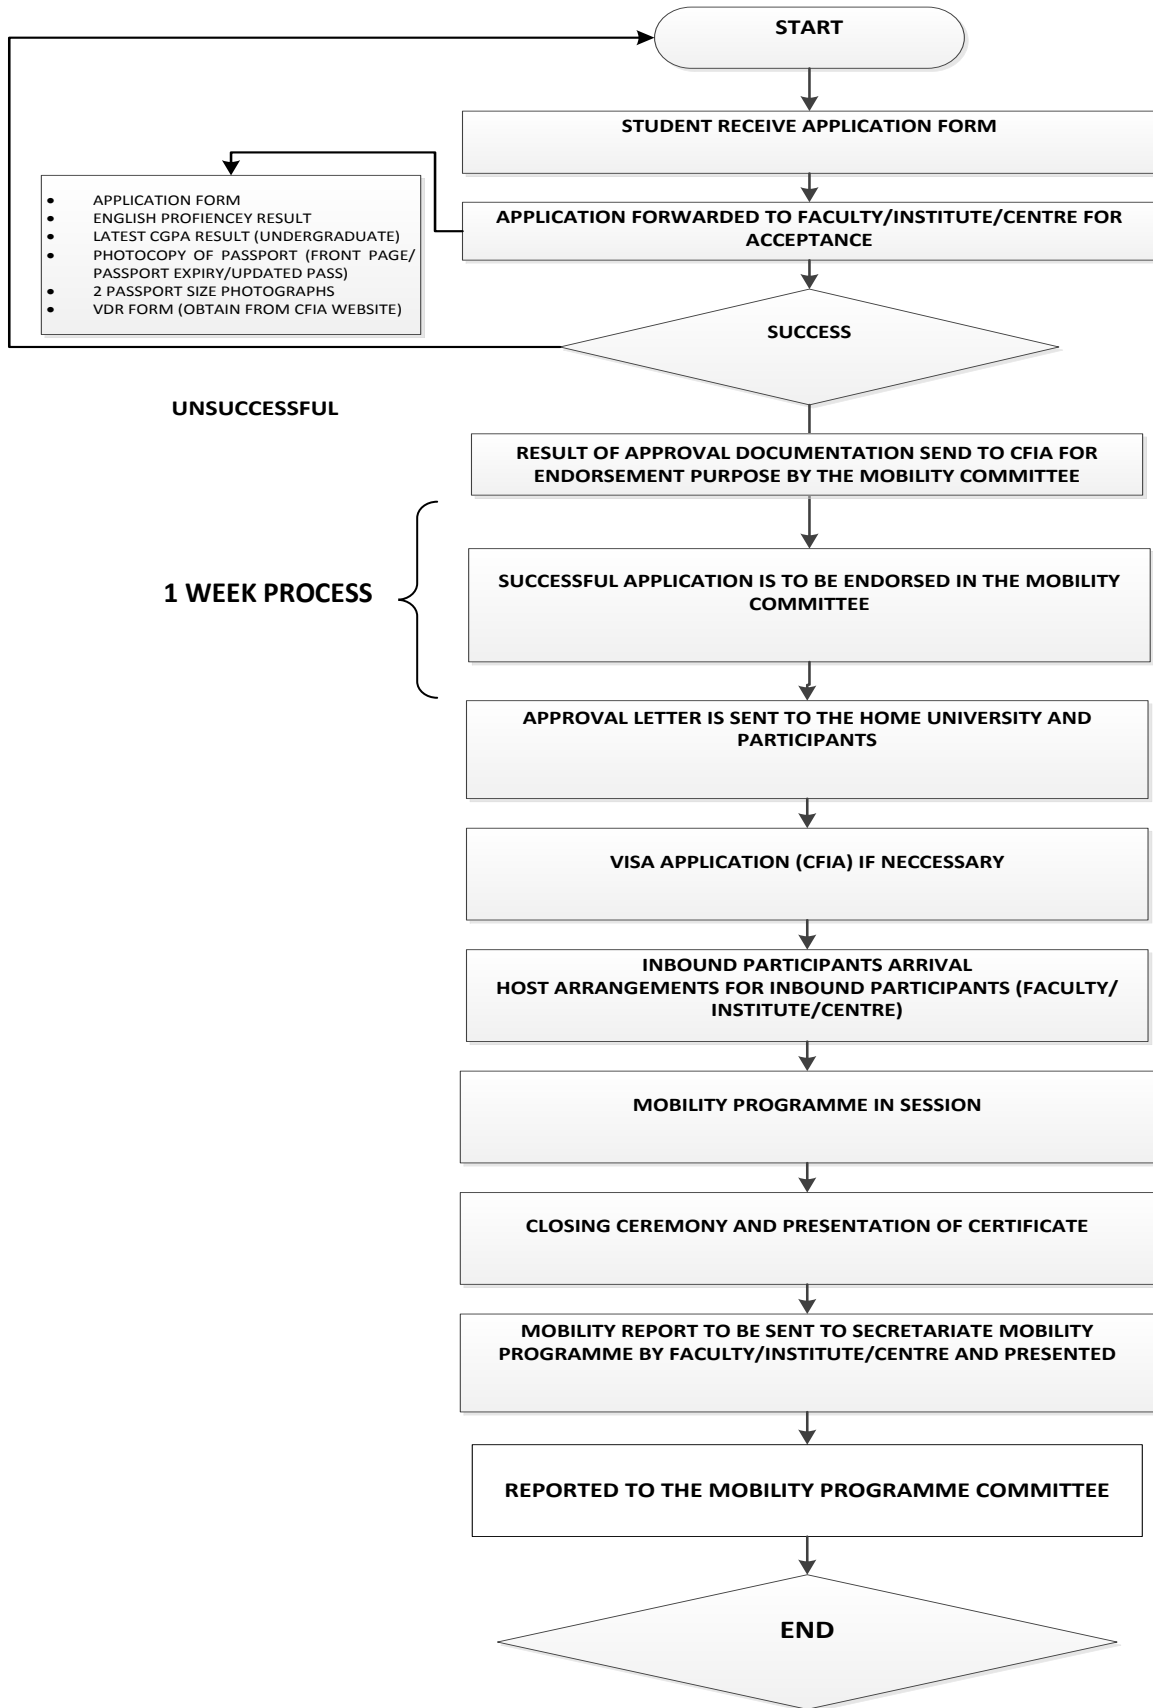 START
STUDENT RECEIVE APPLICATION FORM
• APPLICATION FORM
• ENGLISH PROFIENCEY RESULT
• LATEST CGPA RESULT (UNDERGRADUATE)
• PHOTOCOPY OF PASSPORT (FRONT PAGE/
PASSPORT EXPIRY/UPDATED PASS)
• 2 PASSPORT SIZE PHOTOGRAPHS
• VDR FORM (OBTAIN FROM CFIA WEBSITE)
APPLICATION FORWARDED TO FACULTY/INSTITUTE/CENTRE FOR
ACCEPTANCE
SUCCESS
UNSUCCESSFUL
RESULT OF APPROVAL DOCUMENTATION SEND TO CFIA FOR
ENDORSEMENT PURPOSE BY THE MOBILITY COMMITTEE
1 WEEK PROCESS
SUCCESSFUL APPLICATION IS TO BE ENDORSED IN THE MOBILITY
COMMITTEE
APPROVAL LETTER IS SENT TO THE HOME UNIVERSITY AND
PARTICIPANTS
VISA APPLICATION (CFIA) IF NECCESSARY
INBOUND PARTICIPANTS ARRIVAL
HOST ARRANGEMENTS FOR INBOUND PARTICIPANTS (FACULTY/
INSTITUTE/CENTRE)
MOBILITY PROGRAMME IN SESSION
CLOSING CEREMONY AND PRESENTATION OF CERTIFICATE
MOBILITY REPORT TO BE SENT TO SECRETARIATE MOBILITY
PROGRAMME BY FACULTY/INSTITUTE/CENTRE AND PRESENTED
REPORTED TO THE MOBILITY PROGRAMME COMMITTEE
END